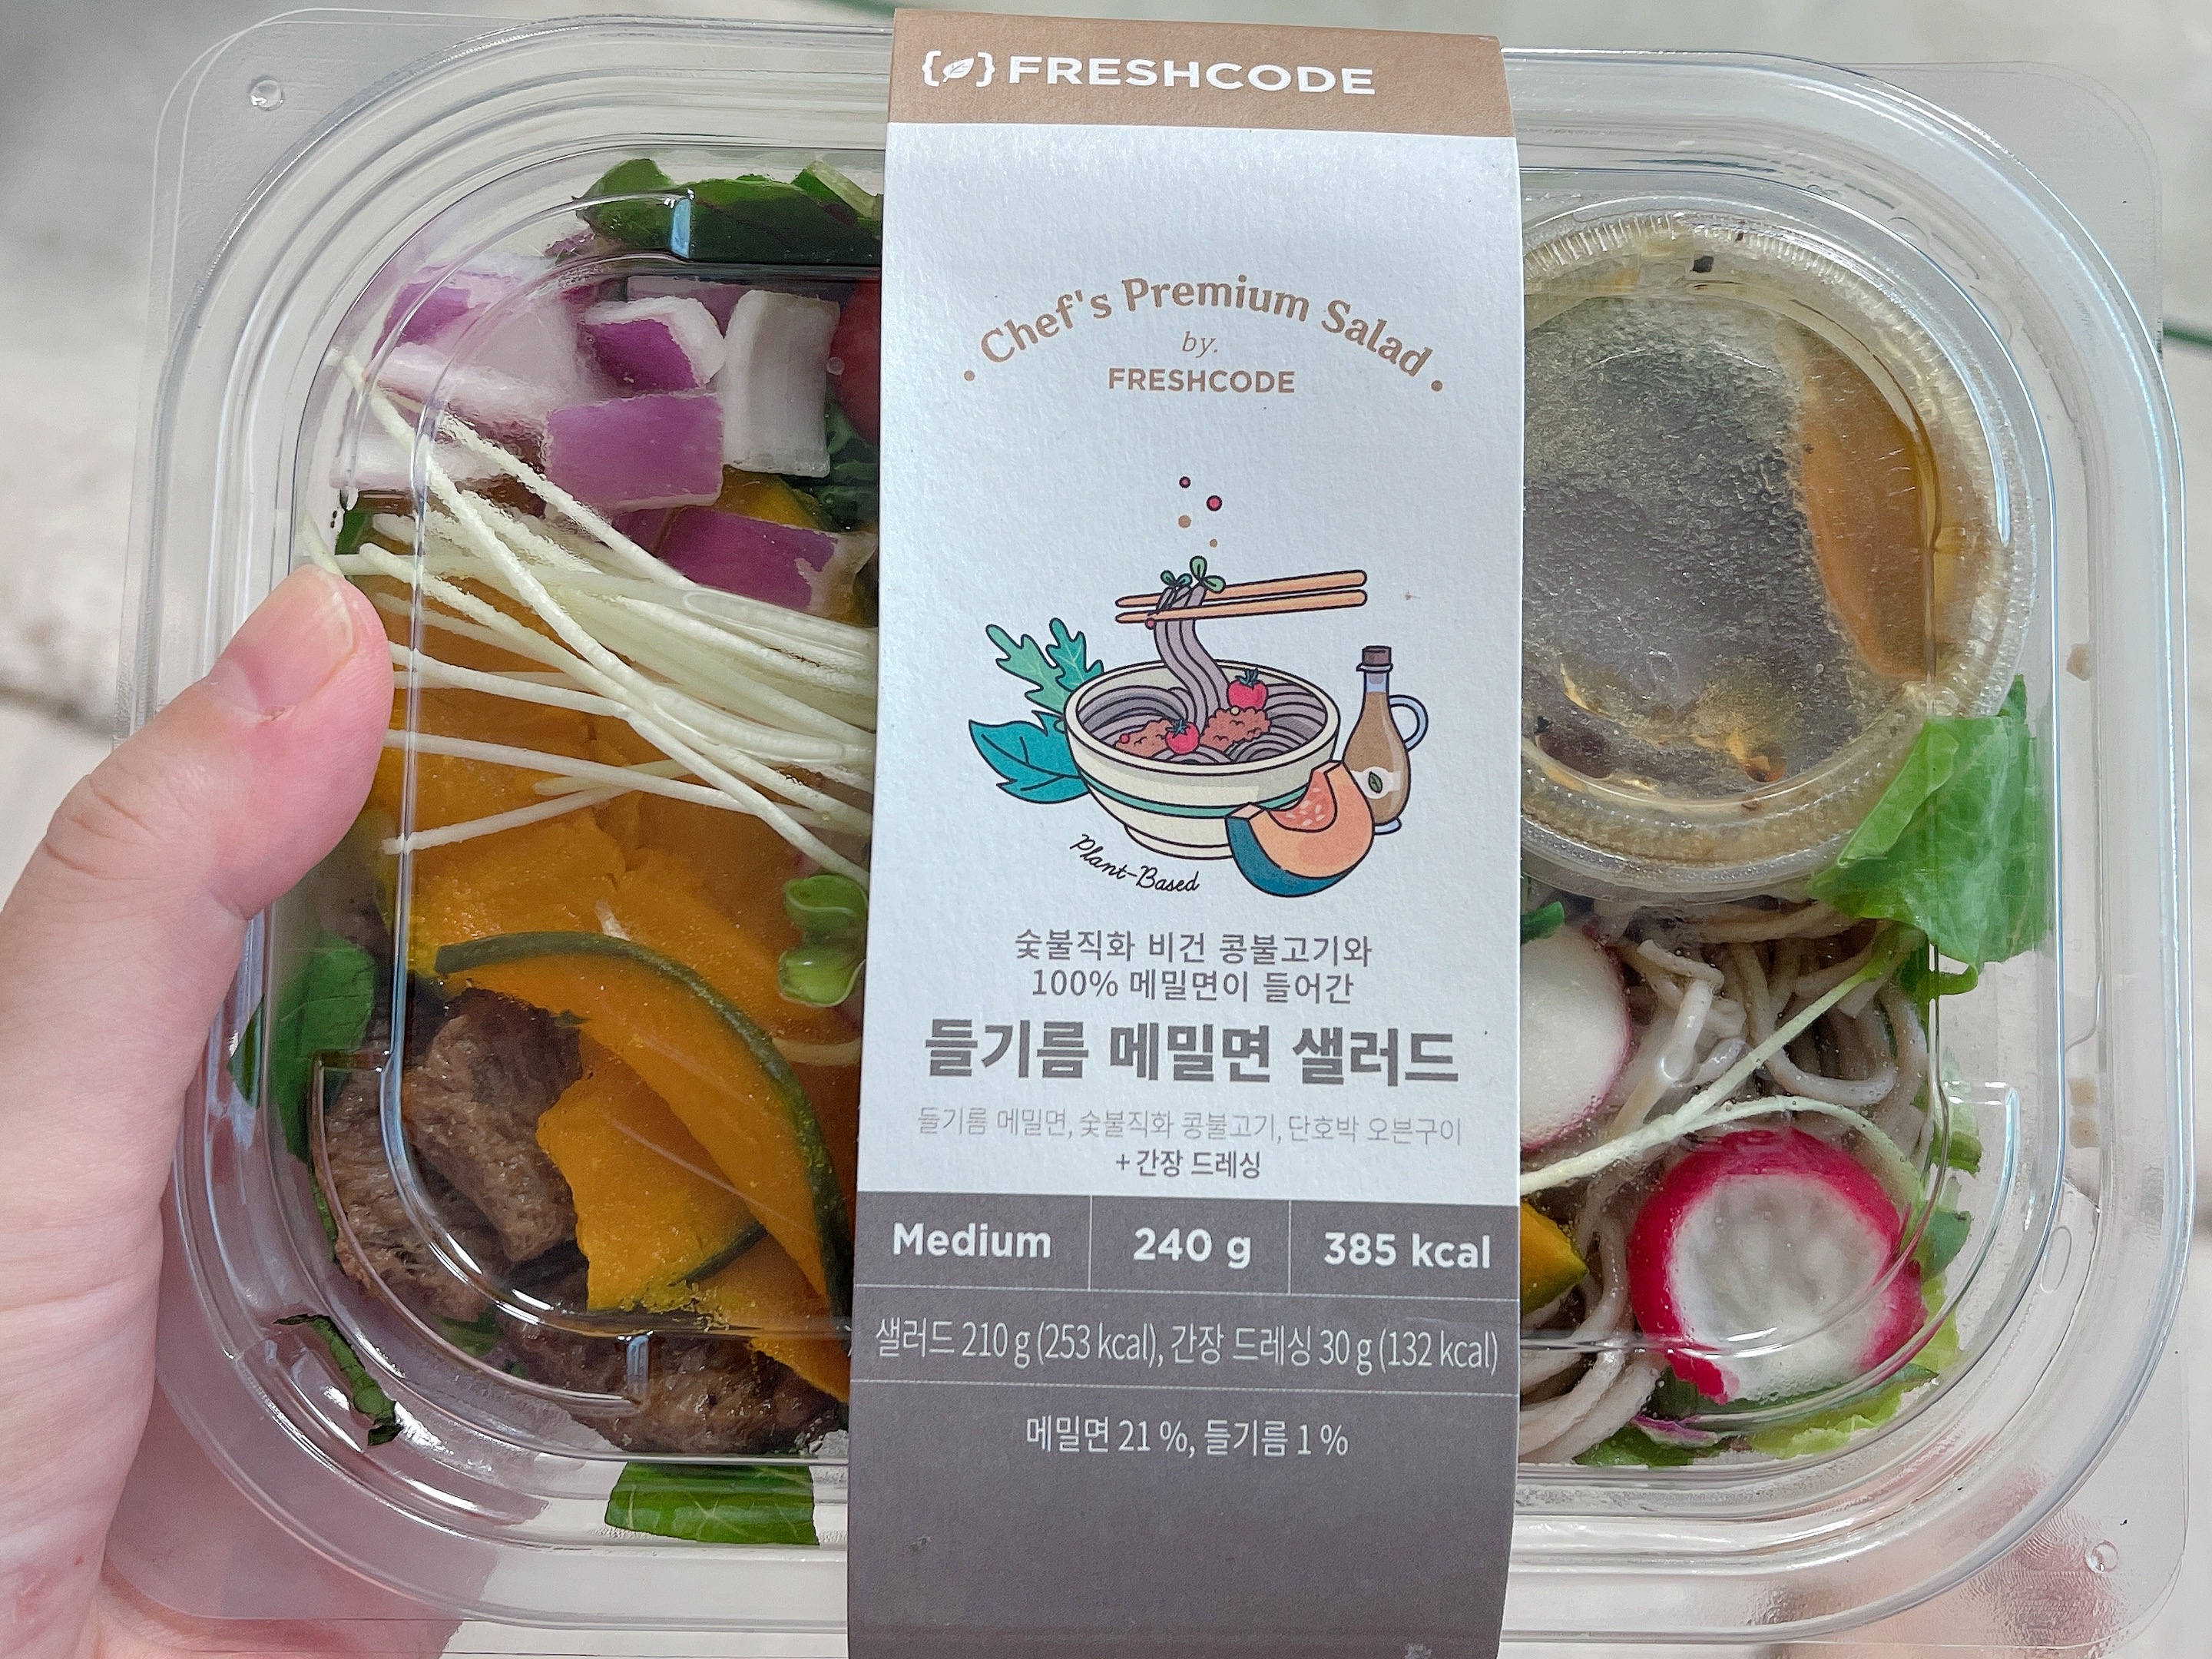 { } FRESHCODE
• Chef's Premium Salad •
by.
FRESHCODE
Plant-Based
숯불직화 비건 콩불고기와
100% 메밀면이 들어간
들기름 메밀면 샐러드
들기름 메밀면, 숯불직화 콩불고기, 단호박 오븐구이
+ 간장 드레싱
Medium 240 g 385 kcal
샐러드 210 g (253 kcal), 간장 드레싱 30 g (132 kcal)
메밀면 21 %, 들기름 1 %